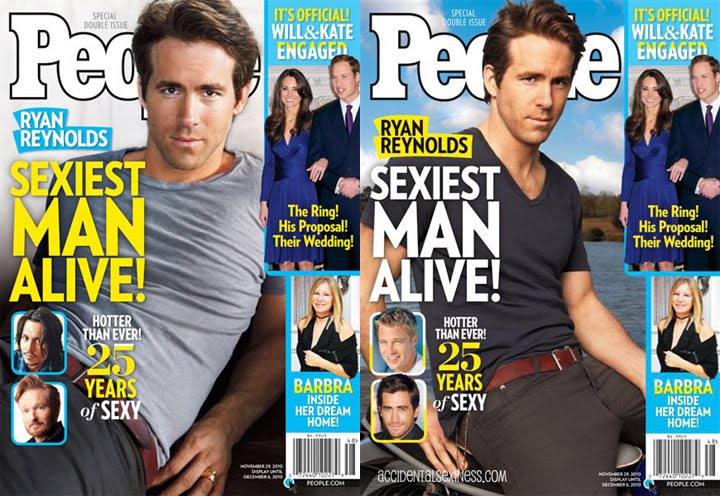 SPECIAL
DOUBLE ISSUE
People
IT'S OFFICIAL!
WILL&KATE
ENGAGED
RYAN
REYNOLDS
SEXIEST
MAN
ALIVE!
The Ring!
His Proposal!
Their Wedding!
HOTTER
THAN EVER!
25
YEARS
of SEXY
BARBRA
INSIDE
HER DREAM
HOME!
NOVEMBER 29, 2010
DISPLAY UNTIL
DECEMBER 6, 2010
PEOPLE.COM
SPECIAL
DOUBLE ISSUE
People
IT'S OFFICIAL!
WILL&KATE
ENGAGED
RYAN
REYNOLDS
SEXIEST
MAN
ALIVE!
The Ring!
His Proposal!
Their Wedding!
HOTTER
THAN EVER!
25
YEARS
of SEXY
BARBRA
INSIDE
HER DREAM
HOME!
ACCIDENTALSEXINESS.COM
NOVEMBER 29, 2010
DISPLAY UNTIL
DECEMBER 6, 2010
PEOPLE.COM